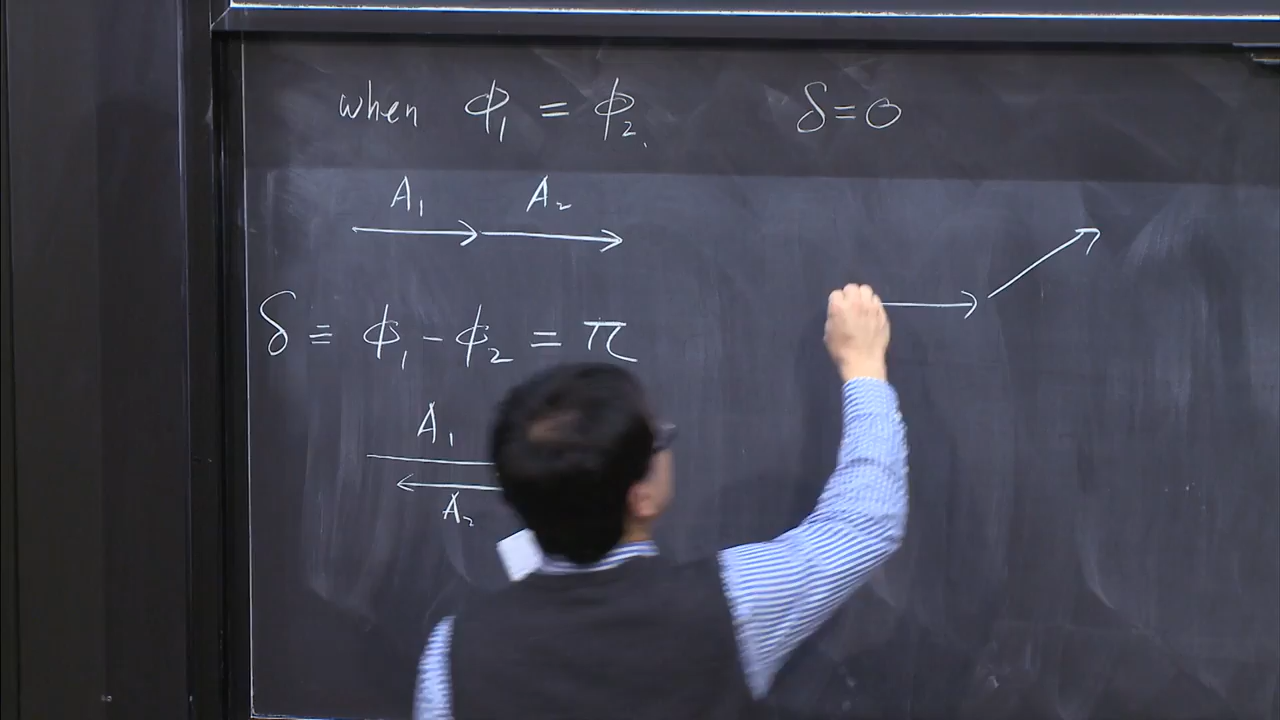 when ϕ₁ = ϕ₂. δ=0
A₁ A₂
δ ≡ ϕ₁ - ϕ₂ = π
A₁
A₂